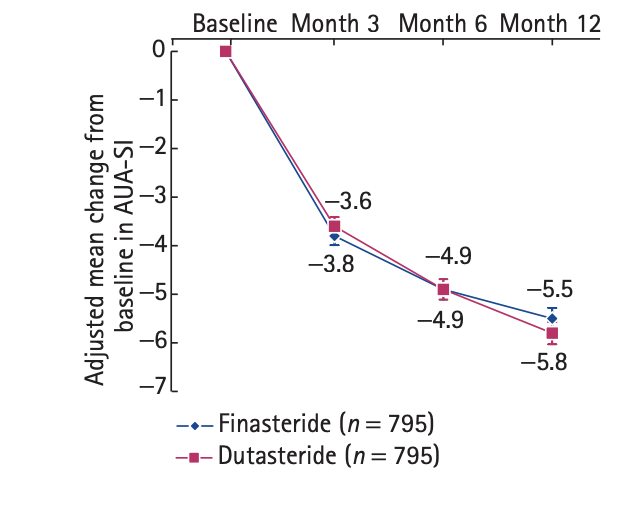 Baseline Month 3 Month 6 Month 12
0
−1
−2
−3
−4
−5
−6
−7
Adjusted mean change from
baseline in AUA-SI
−3.6
−3.8
−4.9
−4.9
−5.5
−5.8
Finasteride (n = 795)
Dutasteride (n = 795)